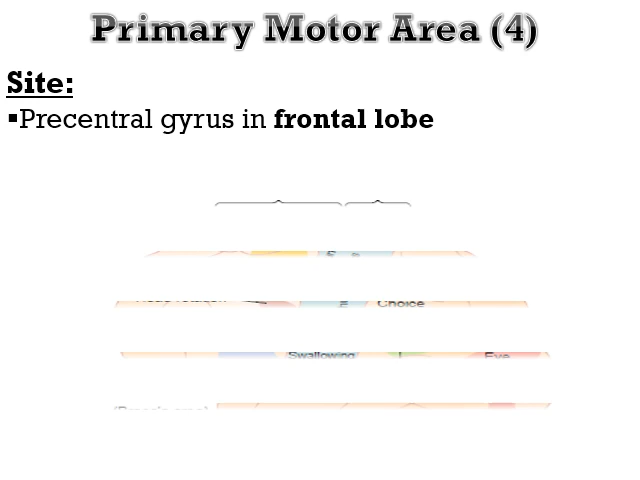 Primary Motor Area (4)
Site:
▪Precentral gyrus in frontal lobe
Choice
Swallowing
Eye